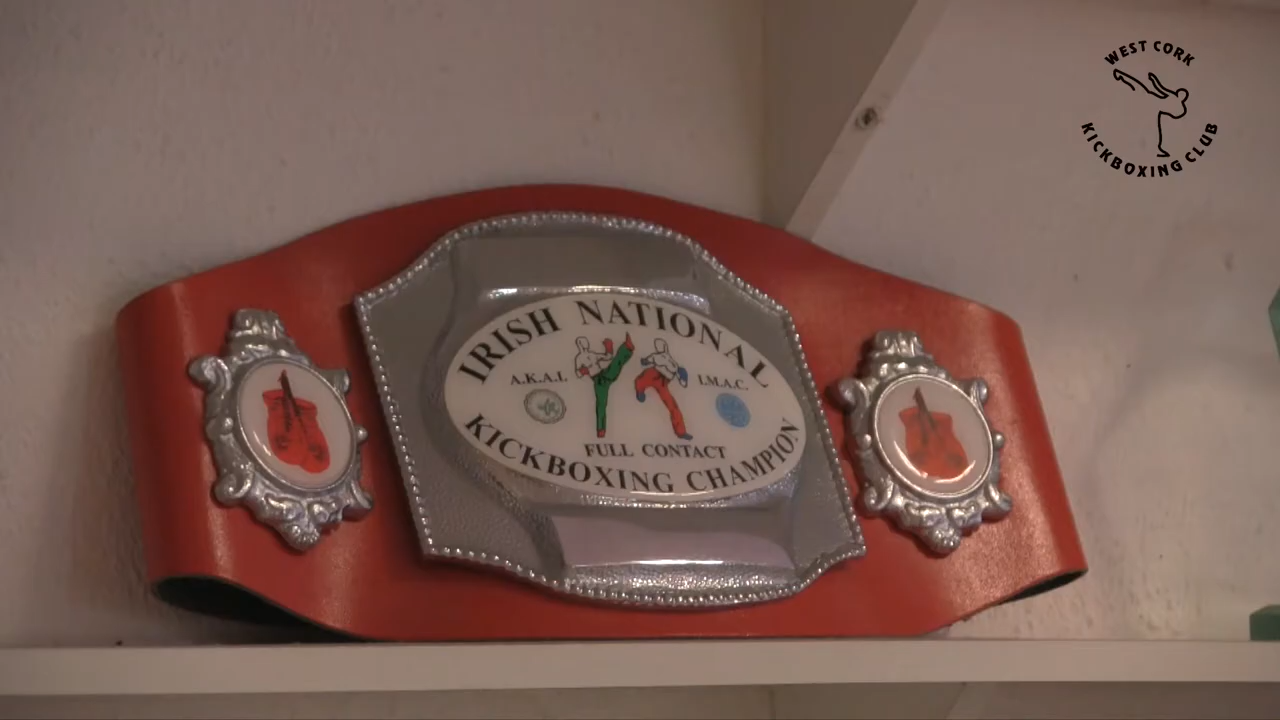 WEST CORK
KICKBOXING CLUB
IRISH NATIONAL
A.K.A.I.
I.M.A.C.
FULL CONTACT
KICKBOXING CHAMPION